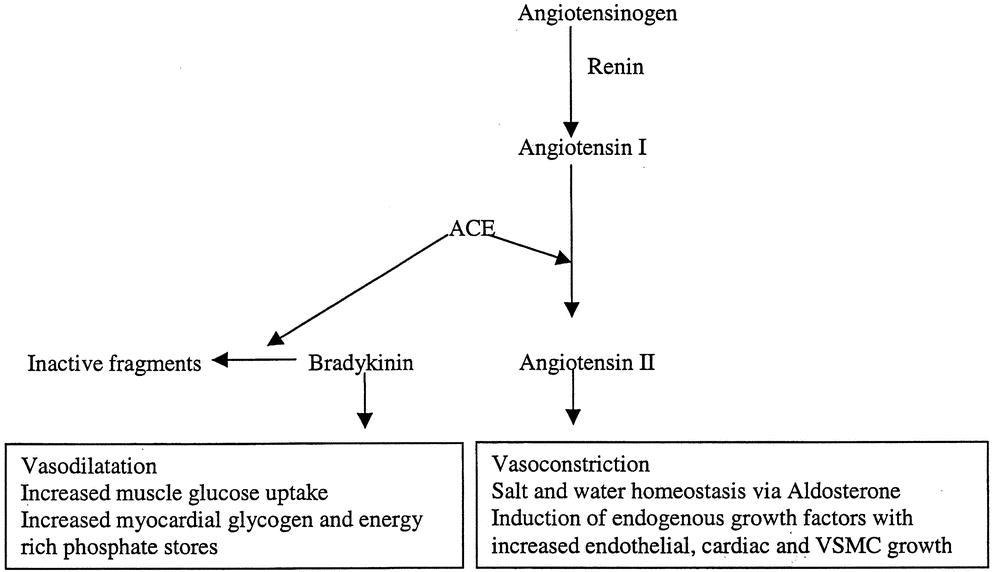 Angiotensinogen
Renin
Angiotensin I
ACE
Inactive fragments
Bradykinin
Angiotensin II
Vasodilatation
Increased muscle glucose uptake
Increased myocardial glycogen and energy
rich phosphate stores
Vasoconstriction
Salt and water homeostasis via Aldosterone
Induction of endogenous growth factors with
increased endothelial, cardiac and VSMC growth